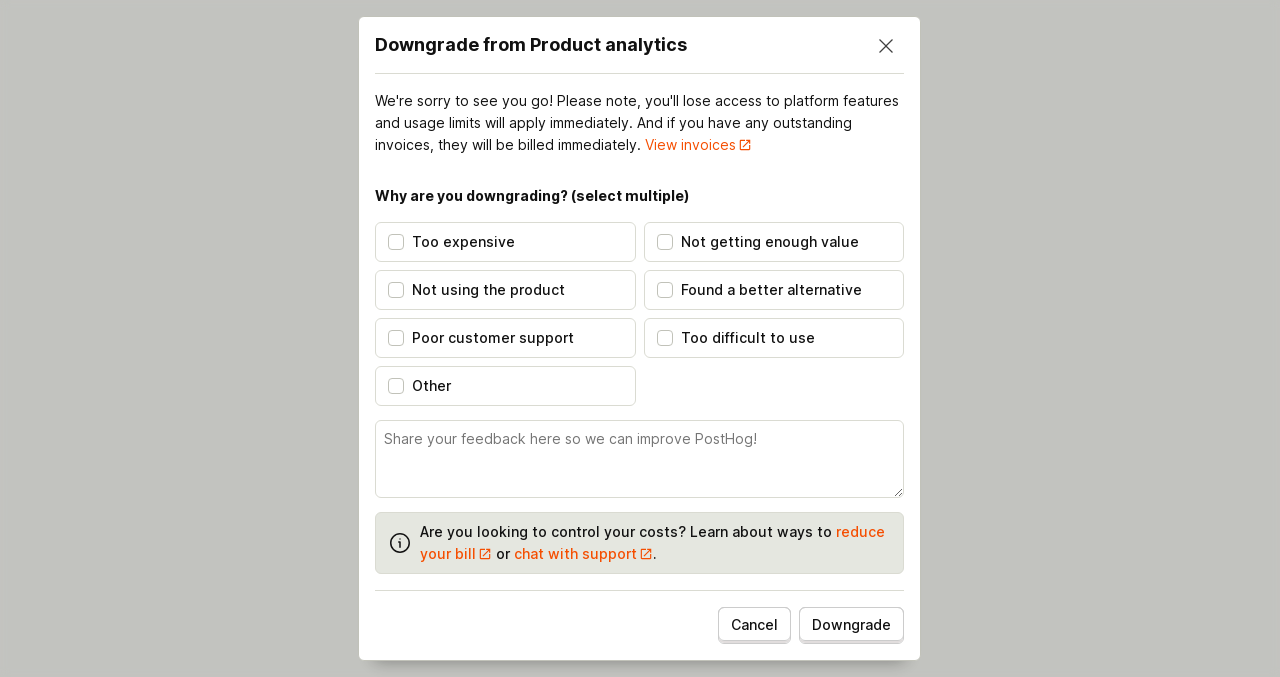 Downgrade from Product analytics
We're sorry to see you go! Please note, you'll lose access to platform features
and usage limits will apply immediately. And if you have any outstanding
invoices, they will be billed immediately. View invoices
Why are you downgrading? (select multiple)
Too expensive
Not getting enough value
Not using the product
Found a better alternative
Poor customer support
Too difficult to use
Other
Share your feedback here so we can improve PostHog!
Are you looking to control your costs? Learn about ways to reduce
your bill or chat with support.
Cancel
Downgrade